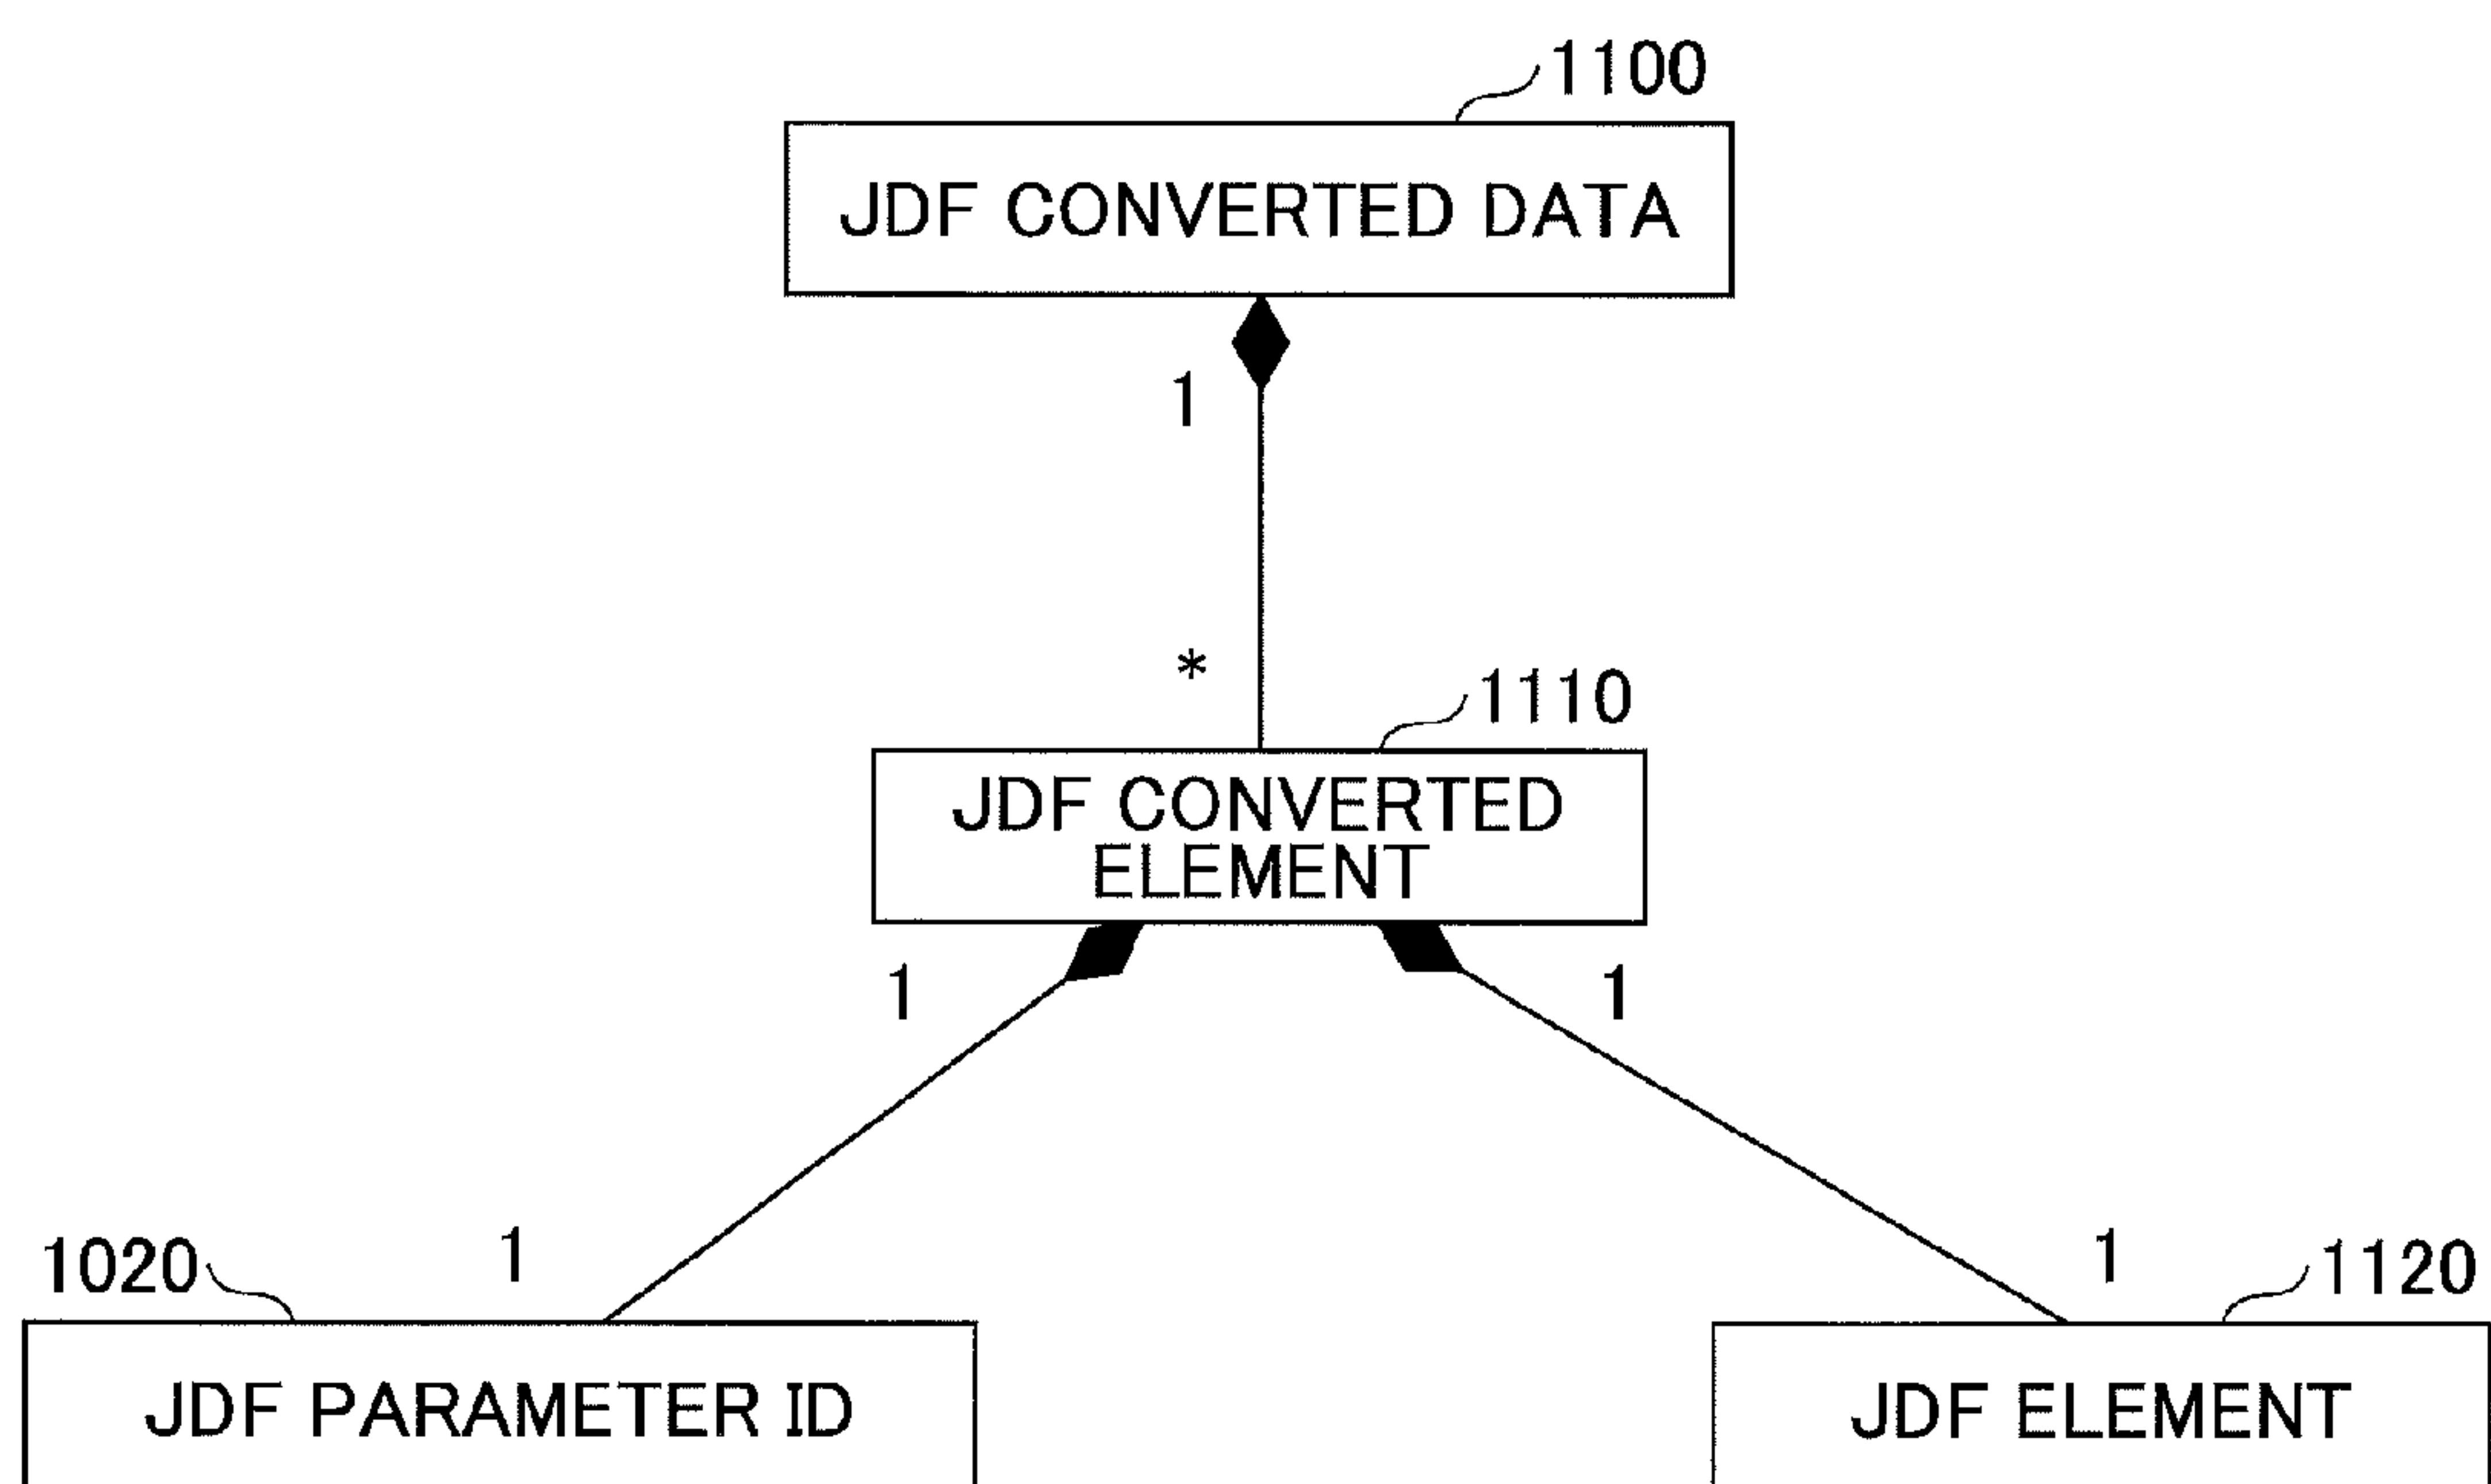 1100
JDF CONVERTED DATA
1
*
1110
JDF CONVERTED
ELEMENT
1
1
1
1
1020
1120
JDF PARAMETER ID
JDF ELEMENT